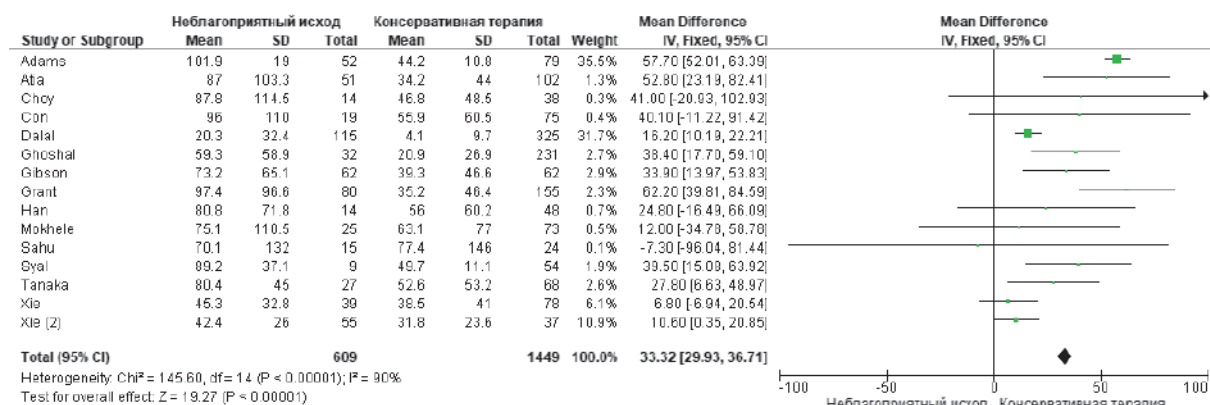 Неблагоприятный исход Консервативная терапия Mean Difference Mean Difference
Study or Subgroup Mean SD Total Mean SD Total Weight IV, Fixed, 95% CI IV, Fixed, 95% CI
Adams 101.9 19 52 44.2 10.8 79 35.5% 57.70 [52.01, 63.39]
Atia 87 103.3 51 34.2 44 102 1.3% 52.80 [23.19, 82.41]
Choy 87.8 114.5 14 46.8 48.5 38 0.3% 41.00 [-20.93, 102.93]
Con 96 110 19 55.9 60.5 75 0.4% 40.10 [-11.22, 91.42]
Dalal 20.3 32.4 115 4.1 9.7 325 31.7% 16.20 [10.19, 22.21]
Ghoshal 59.3 58.9 32 20.9 26.9 231 2.7% 38.40 [17.70, 59.10]
Gibson 73.2 65.1 62 39.3 46.6 62 2.9% 33.90 [13.97, 53.83]
Grant 97.4 96.6 80 35.2 46.4 155 2.3% 62.20 [39.81, 84.59]
Han 80.8 71.8 14 56 60.2 48 0.7% 24.80 [-16.49, 66.09]
Mokhele 75.1 110.5 25 63.1 77 73 0.6% 12.00 [-34.78, 58.78]
Sahu 70.1 132 15 77.4 146 24 0.1% -7.30 [-96.04, 81.44]
Syal 89.2 37.1 9 49.7 11.1 54 1.9% 39.50 [15.08, 63.92]
Tanaka 80.4 45 27 52.6 53.2 68 2.6% 27.80 [6.63, 48.97]
Xie 45.3 32.8 39 38.5 41 78 6.1% 6.80 [-6.94, 20.54]
Xie (2) 42.4 26 55 31.8 23.6 37 10.9% 10.60 [0.35, 20.85]
Total (95% CI) 609 1449 100.0% 33.32 [29.93, 36.71]
Heterogeneity: Chi² = 145.60, df = 14 (P < 0.00001); I² = 90%
Test for overall effect: Z = 19.27 (P < 0.00001)
-100 -50 0 50 100
Неблагоприятный исход Консервативная терапия